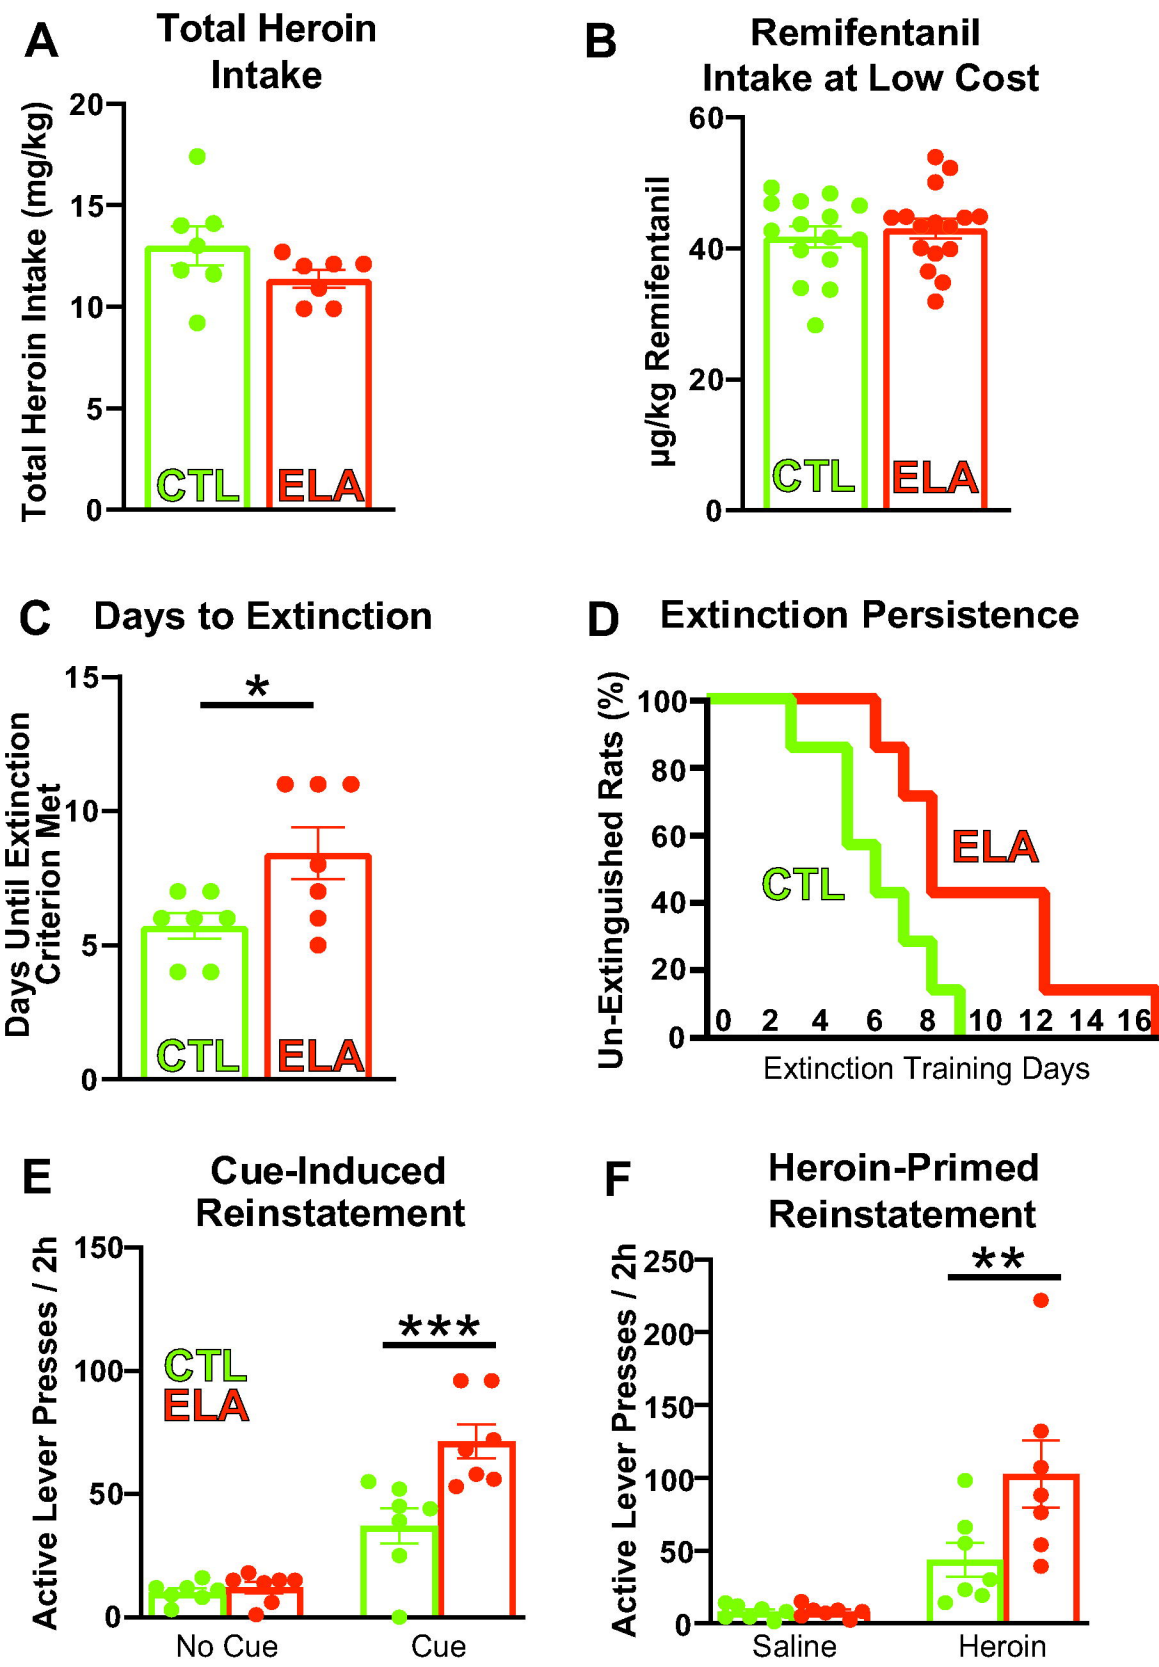 A
Total Heroin
Intake
Total Heroin Intake (mg/kg)
20
15
10
5
0
CTL
ELA
B
Remifentanil
Intake at Low Cost
µg/kg Remifentanil
60
40
20
0
CTL
ELA
C
Days to Extinction
Days Until Extinction
Criterion Met
15
10
5
0
*
CTL
ELA
D
Extinction Persistence
Un-Extinguished Rats (%)
100
80
60
40
20
0
CTL
ELA
0 2 4 6 8 10 12 14 16
Extinction Training Days
E
Cue-Induced
Reinstatement
Active Lever Presses / 2h
150
100
50
0
CTL
ELA
***
No Cue
Cue
F
Heroin-Primed
Reinstatement
Active Lever Presses / 2h
250
200
150
100
50
0
**
Saline
Heroin